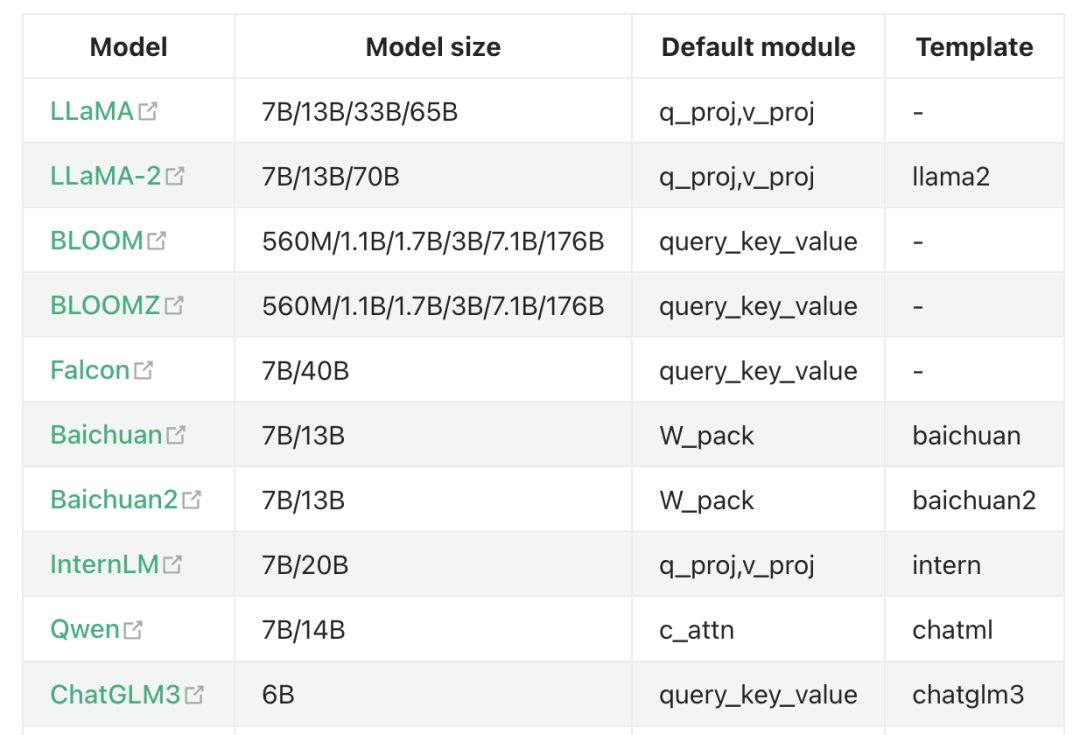 Model Model size Default module Template
LLaMA 7B/13B/33B/65B q_proj,v_proj -
LLaMA-2 7B/13B/70B q_proj,v_proj llama2
BLOOM 560M/1.1B/1.7B/3B/7.1B/176B query_key_value -
BLOOMZ 560M/1.1B/1.7B/3B/7.1B/176B query_key_value -
Falcon 7B/40B query_key_value -
Baichuan 7B/13B W_pack baichuan
Baichuan2 7B/13B W_pack baichuan2
InternLM 7B/20B q_proj,v_proj intern
Qwen 7B/14B c_attn chatml
ChatGLM3 6B query_key_value chatglm3